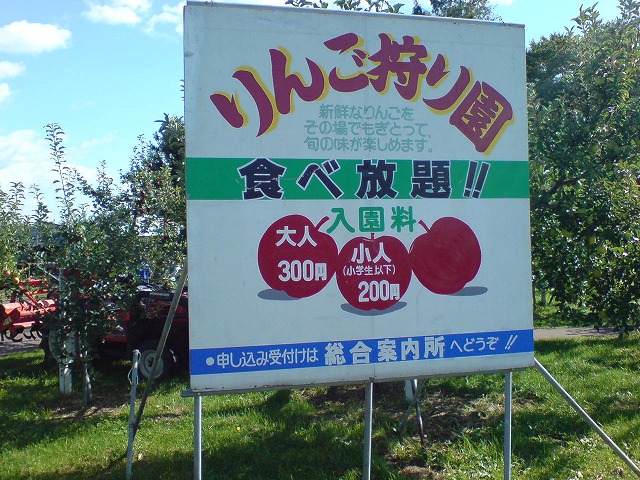 りんご狩り園
新鮮なりんごを
その場でもぎとって、
旬の味が楽しめます。
食べ放題!!
入園料
大人
300円
小人
(小学生以下)
200円
•申し込み受付けは 総合案内所 へどうぞ!!